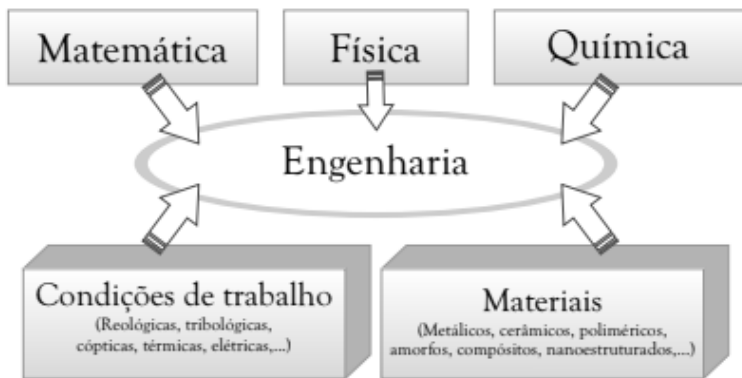 Matemática
Física
Química
Engenharia
Condições de trabalho
(Reológicas, tribológicas,
cópticas, térmicas, elétricas,...)
Materiais
(Metálicos, cerâmicos, poliméricos,
amorfos, compósitos, nanoestruturados,...)